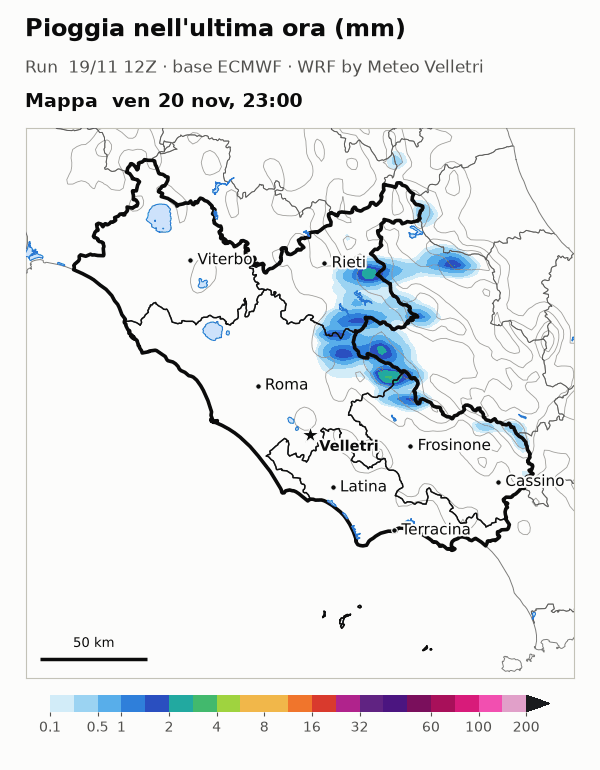 Pioggia nell'ultima ora (mm)
Run  19/11 12Z · base ECMWF · WRF by Meteo Velletri
Mappa  ven 20 nov, 23:00
Viterbo
Rieti
Roma
Velletri
Frosinone
Latina
Cassino
Terracina
50 km
0.1 0.5 1 2 4 8 16 32 60 100 200